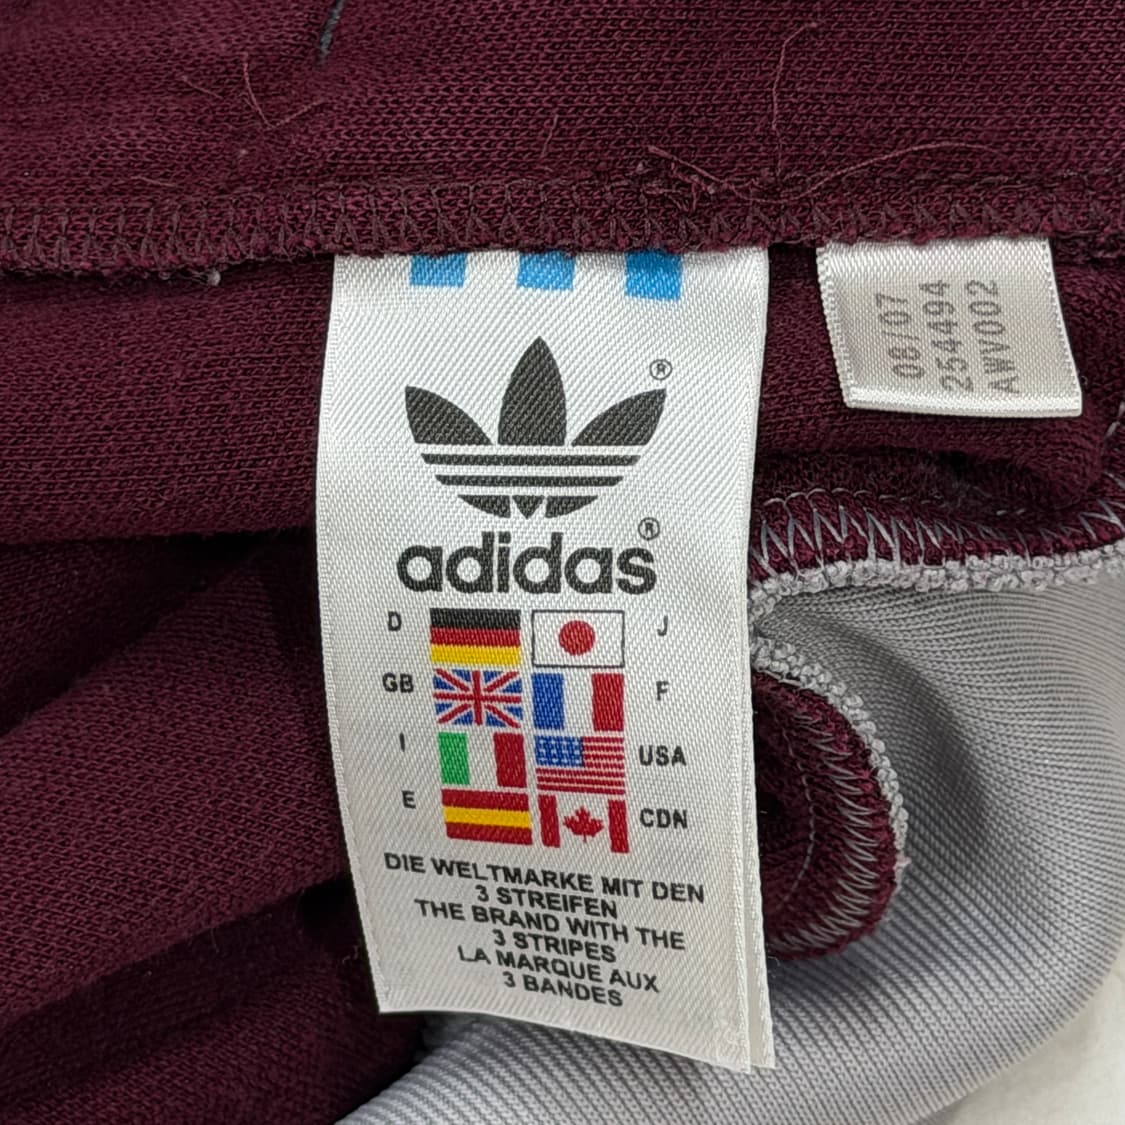 ®
®
adidas
D
J
GB
F
I
USA
E
CDN
DIE WELTMARKE MIT DEN
3 STREIFEN
THE BRAND WITH THE
3 STRIPES
LA MARQUE AUX
3 BANDES
08/07
254494
AWV002